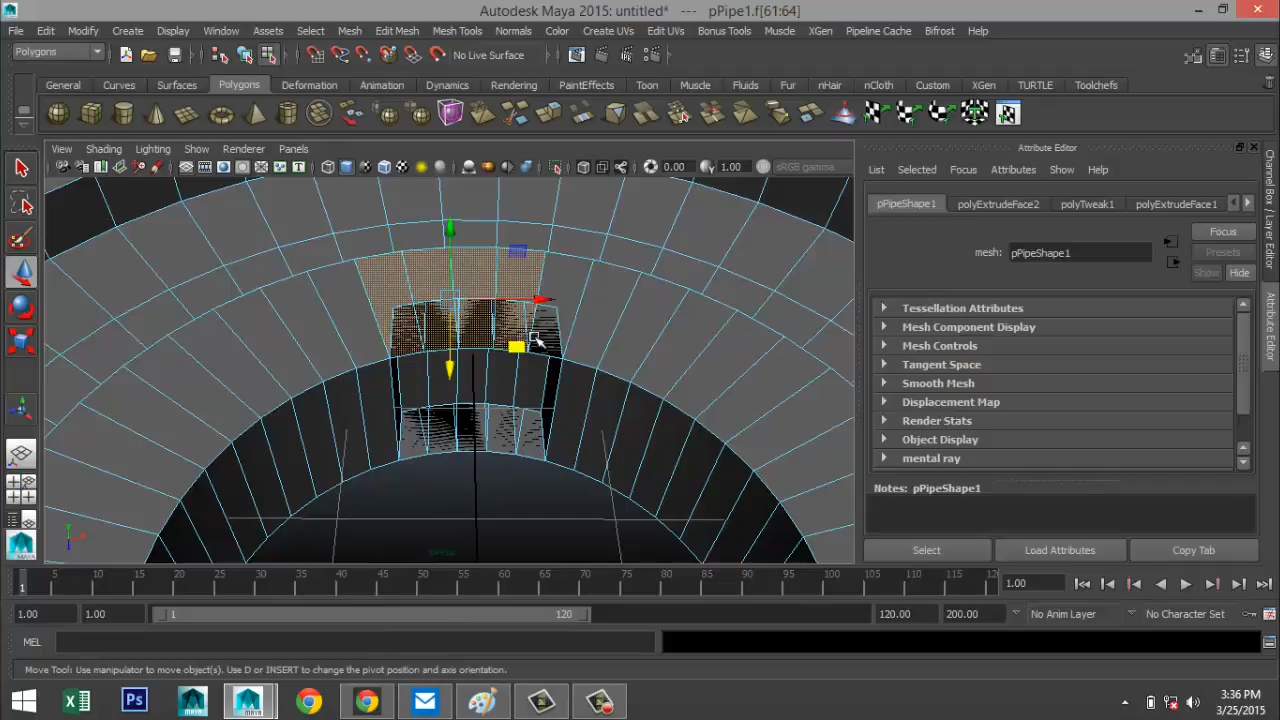 Autodesk Maya 2015: untitled* --- pPipe1.f[61:64]
File Edit Modify Create Display Window Assets Select Mesh Edit Mesh Mesh Tools Normals Color Create UVs Edit UVs Bonus Tools Muscle XGen Pipeline Cache Bifrost Help
Polygons No Live Surface
General Curves Surfaces Polygons Deformation Animation Dynamics Rendering PaintEffects Toon Muscle Fluids Fur nHair nCloth Custom XGen TURTLE Toolchefs
View Shading Lighting Show Renderer Panels
0.00 1.00 sRGB gamma
Attribute Editor
List Selected Focus Attributes Show Help
pPipeShape1 polyExtrudeFace2 polyTweak1 polyExtrudeFace1
Focus
mesh: pPipeShape1
Presets
Show Hide
Tessellation Attributes
Mesh Component Display
Mesh Controls
Tangent Space
Smooth Mesh
Displacement Map
Render Stats
Object Display
mental ray
Notes: pPipeShape1
Select Load Attributes Copy Tab
Channel Box / Layer Editor
Attribute Editor
persp
MAYA
1 5 10 15 20 25 30 35 40 45 50 55 60 65 70 75 80 85 90 95 100 105 110 115 12 1.00
1.00 1.00 1 120 120.00 200.00 No Anim Layer No Character Set
MEL
Move Tool: Use manipulator to move object(s). Use D or INSERT to change the pivot position and axis orientation.
3:36 PM
3/25/2015